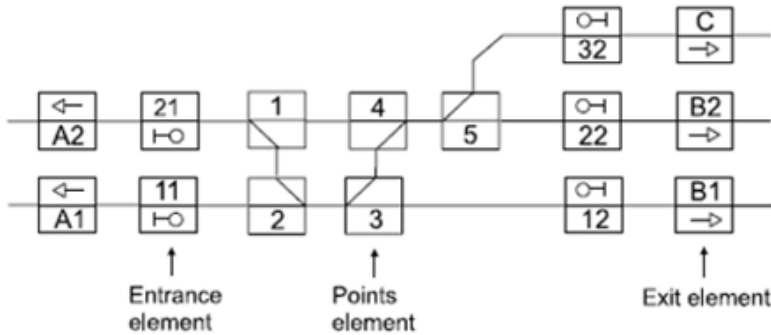 C
32
21
1
4
B2
A2
5
22
11
B1
A1
2
3
12
Entrance
element
Points
element
Exit element